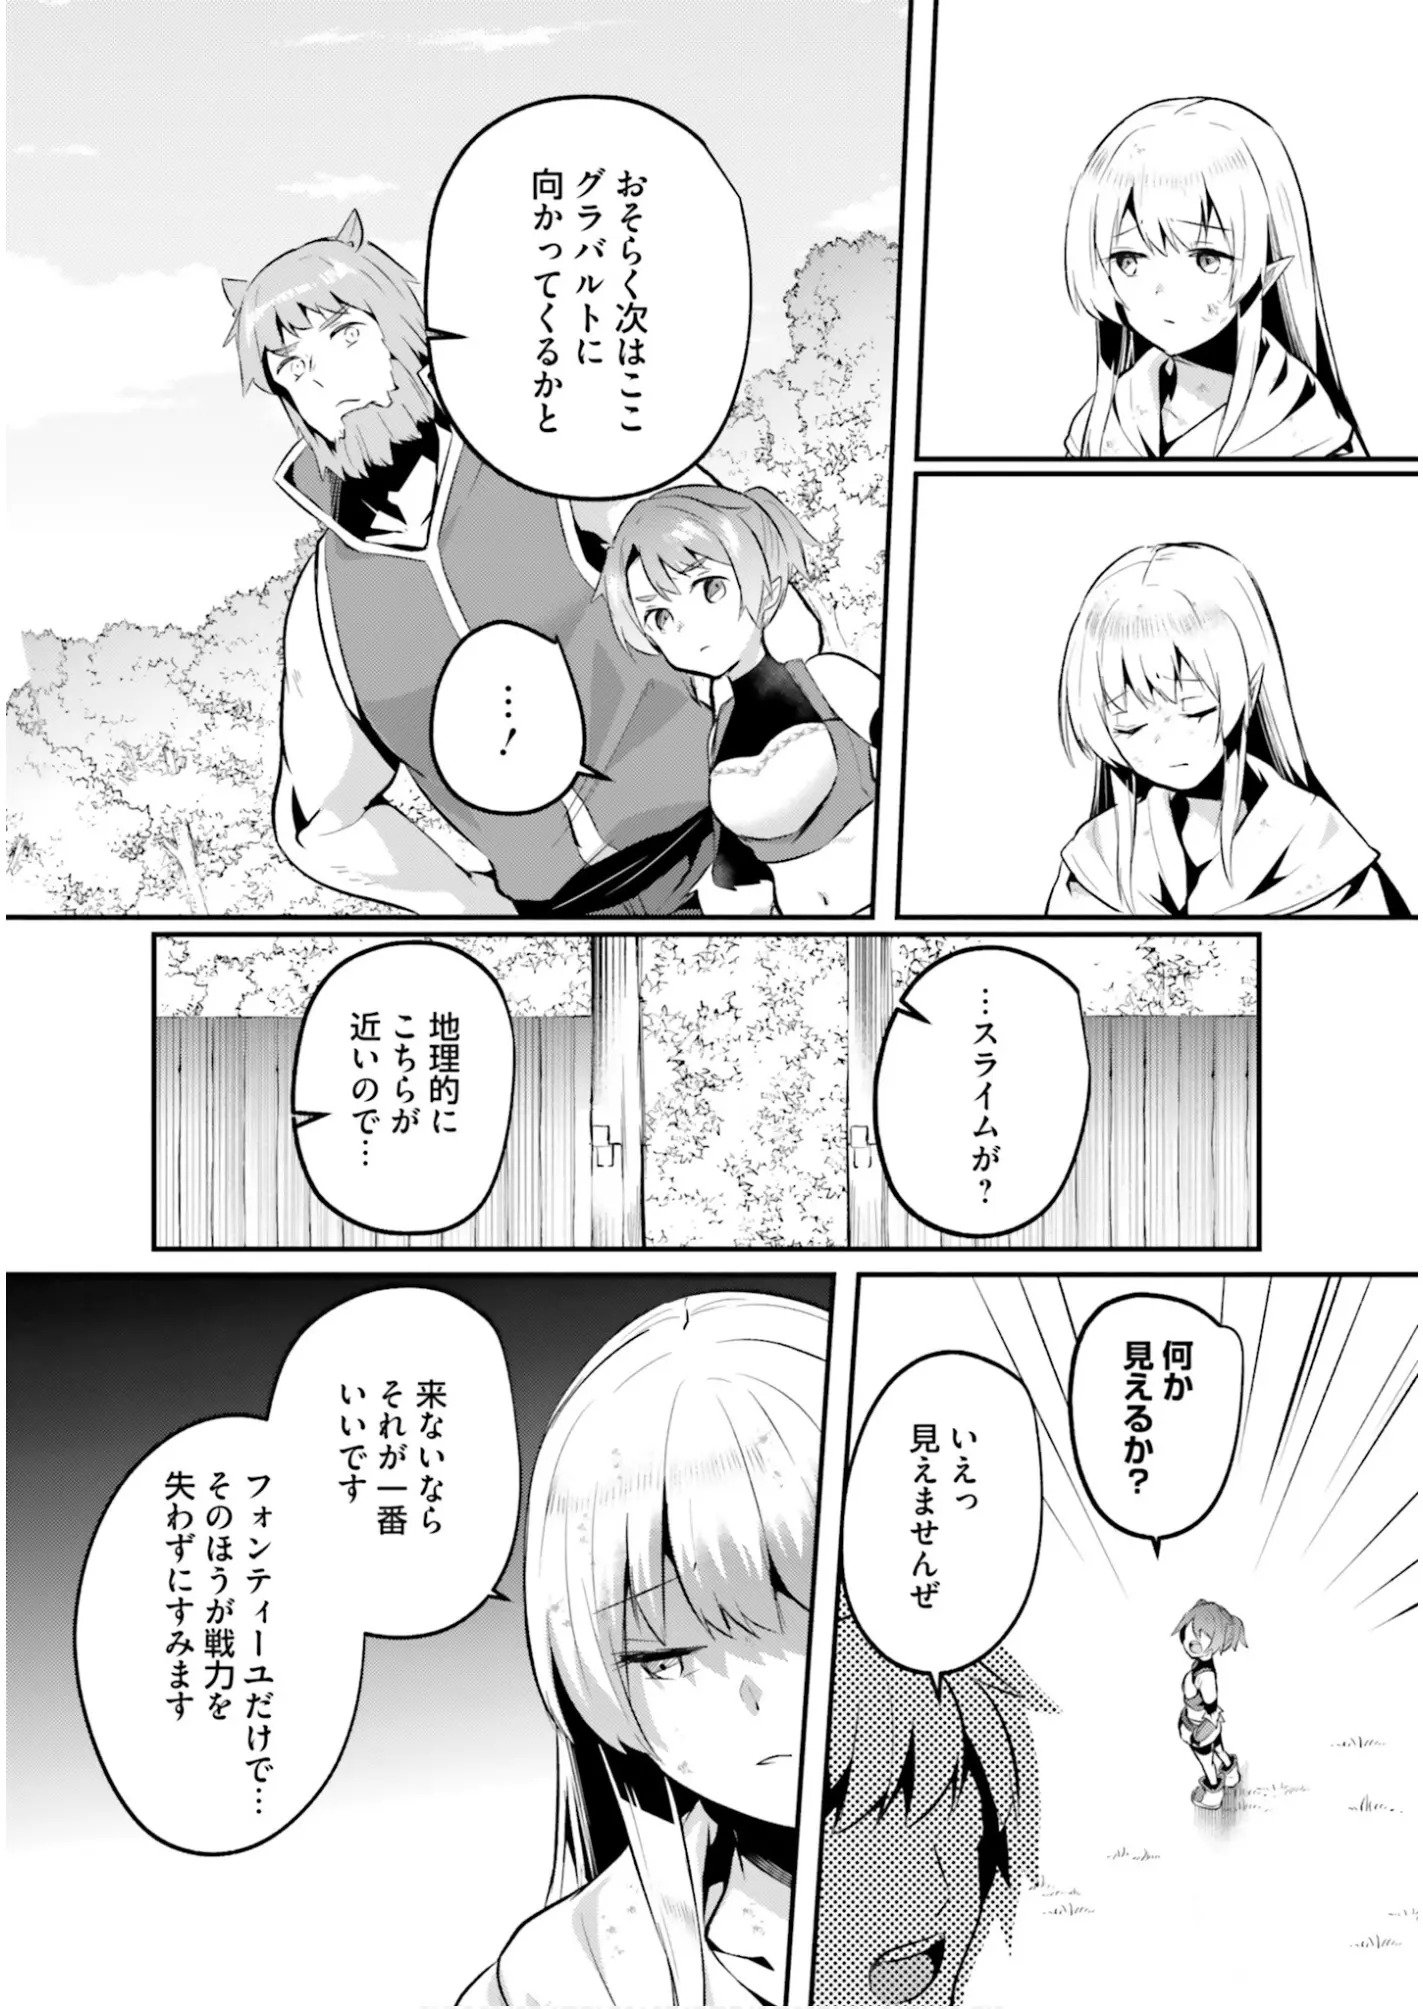 おそらく次はここ
グラバルトに
向かってくるかと
…！
…スライムが？
地理的に
こちらが
近いので…
何か
見えるか？
いえっ
見えませんぜ
来ないなら
それが一番
いいです
フォンティーユだけで…
そのほうが戦力を
失わずにすみます